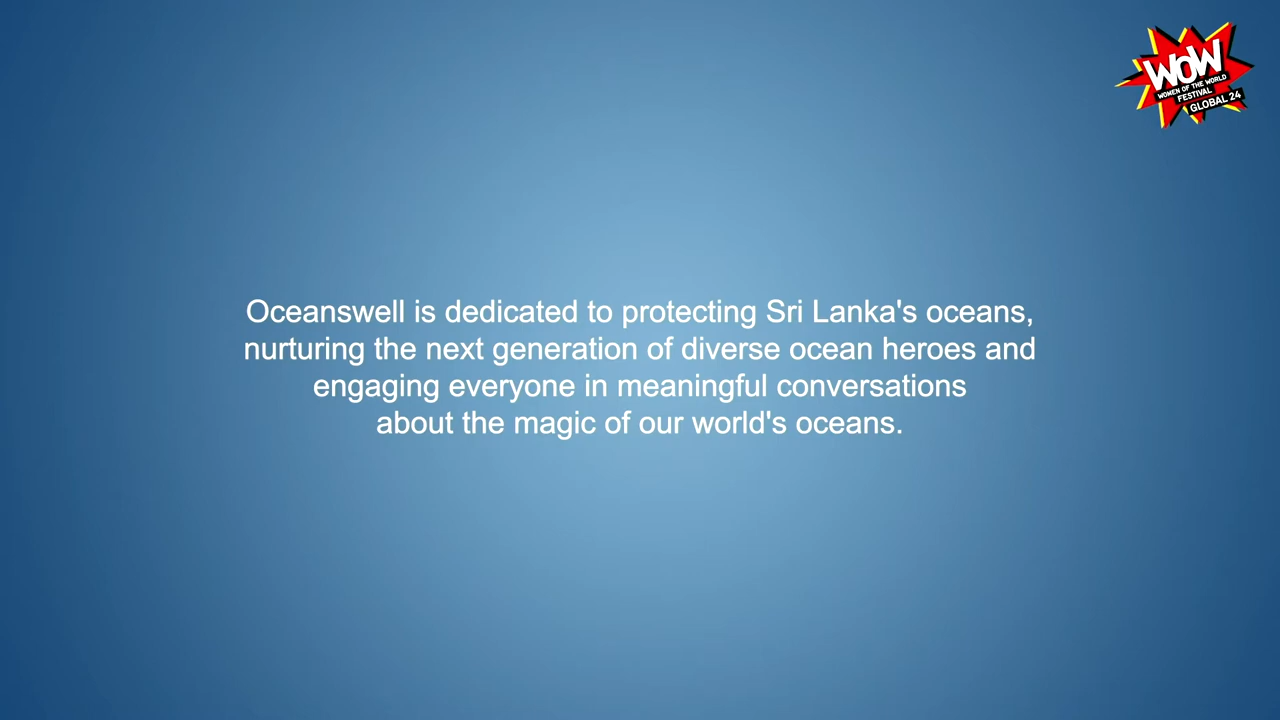 WOW
WOMEN OF THE WORLD
FESTIVAL
GLOBAL 24
Oceanswell is dedicated to protecting Sri Lanka's oceans,
nurturing the next generation of diverse ocean heroes and
engaging everyone in meaningful conversations
about the magic of our world's oceans.